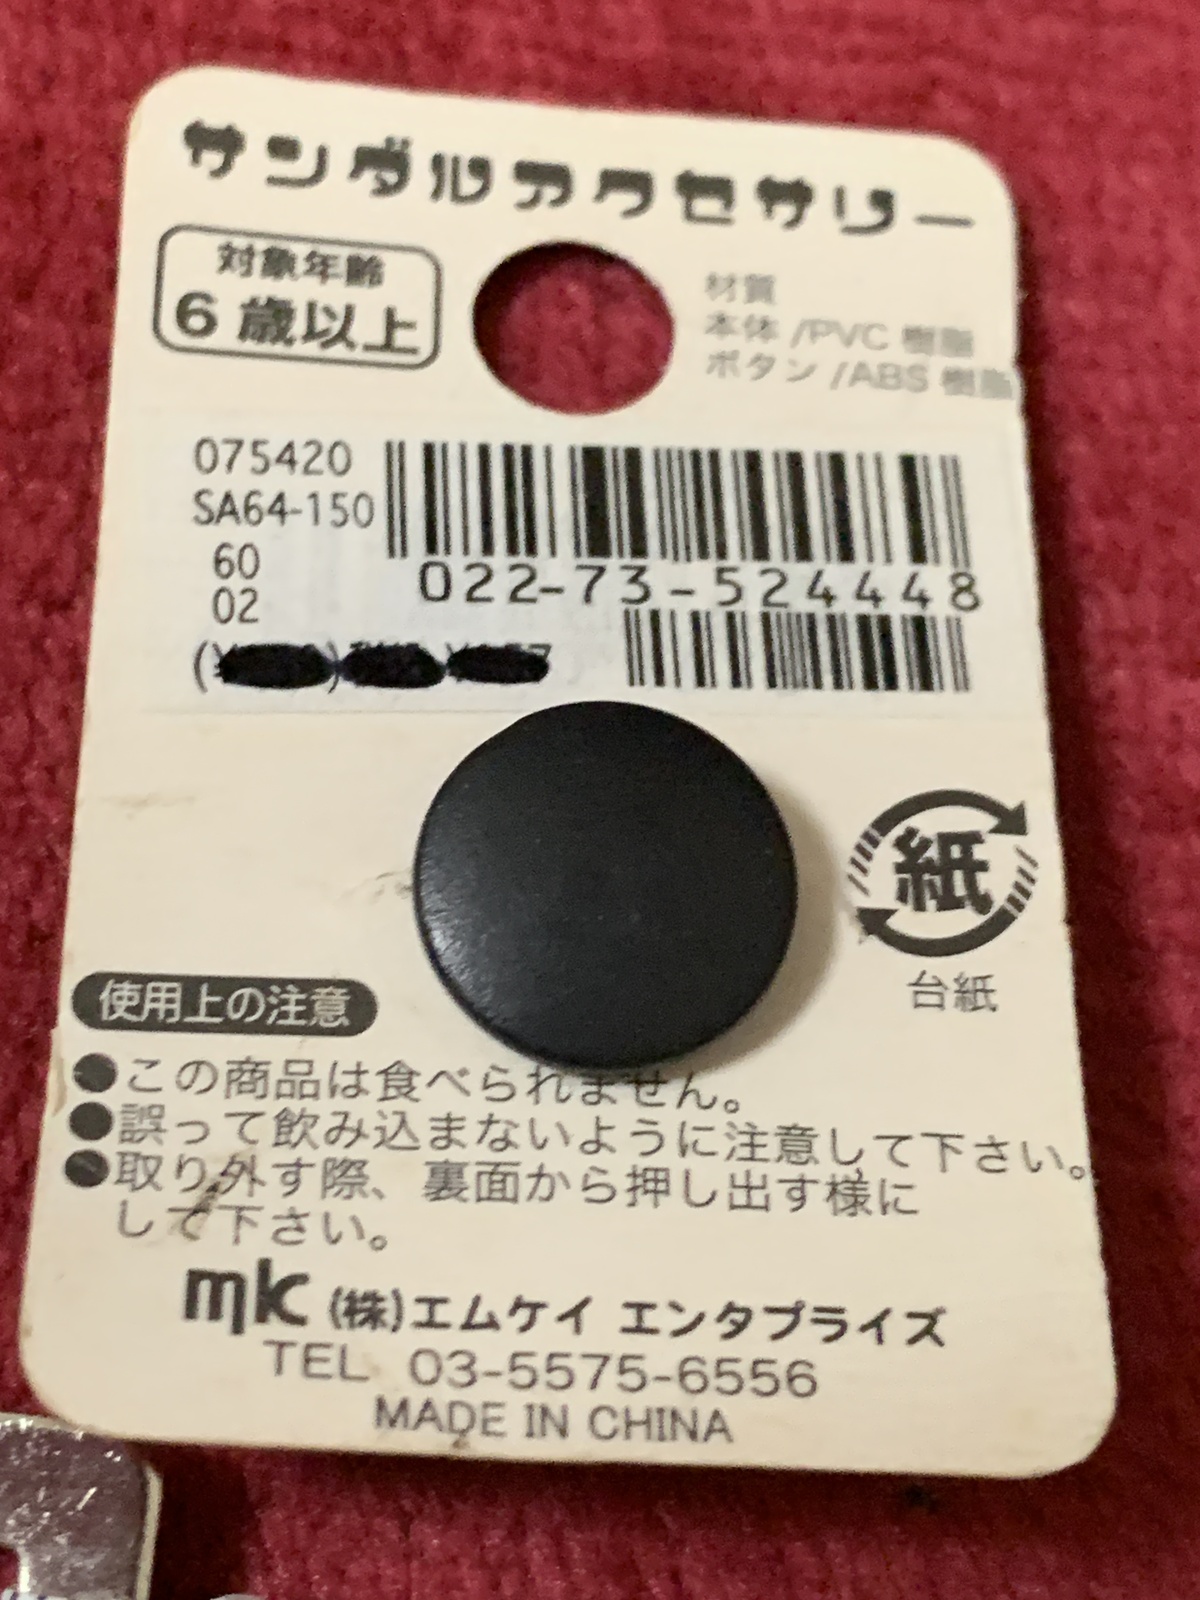 サンダルアクセサリー
対象年齢
6歳以上
材質
本体 /PVC 樹脂
ボタン /ABS 樹脂
075420
SA64-150
60
02
022-73-524448
紙
台紙
使用上の注意
●この商品は食べられません。
●誤って飲み込まないように注意して下さい。
●取り外す際、裏面から押し出す様に
して下さい。
mk (株)エムケイ エンタプライズ
TEL 03-5575-6556
MADE IN CHINA